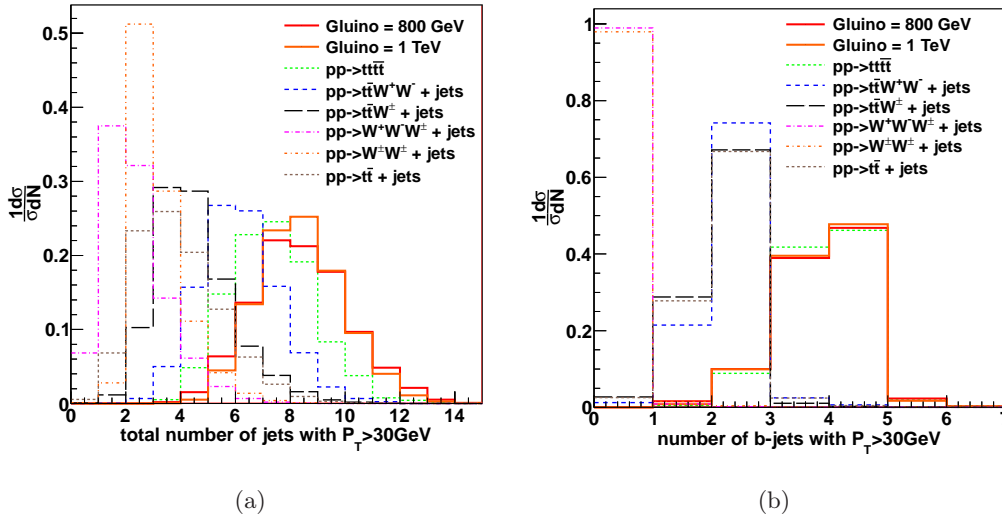 Gluino = 800 GeV
Gluino = 1 TeV
pp->ttt̅t̅
pp->tt̅W⁺W⁻ + jets
pp->tt̅W± + jets
pp->W⁺W⁻W± + jets
pp->W±W± + jets
pp->tt̅ + jets
1dσ
σdN
0.5
0.4
0.3
0.2
0.1
0
0 2 4 6 8 10 12 14
total number of jets with P_T>30GeV
(a)
Gluino = 800 GeV
Gluino = 1 TeV
pp->ttt̅t̅
pp->tt̅W⁺W⁻ + jets
pp->tt̅W± + jets
pp->W⁺W⁻W± + jets
pp->W±W± + jets
pp->tt̅ + jets
1dσ
σdN
1
0.8
0.6
0.4
0.2
0
0 1 2 3 4 5 6 7
number of b-jets with P_T>30GeV
(b)